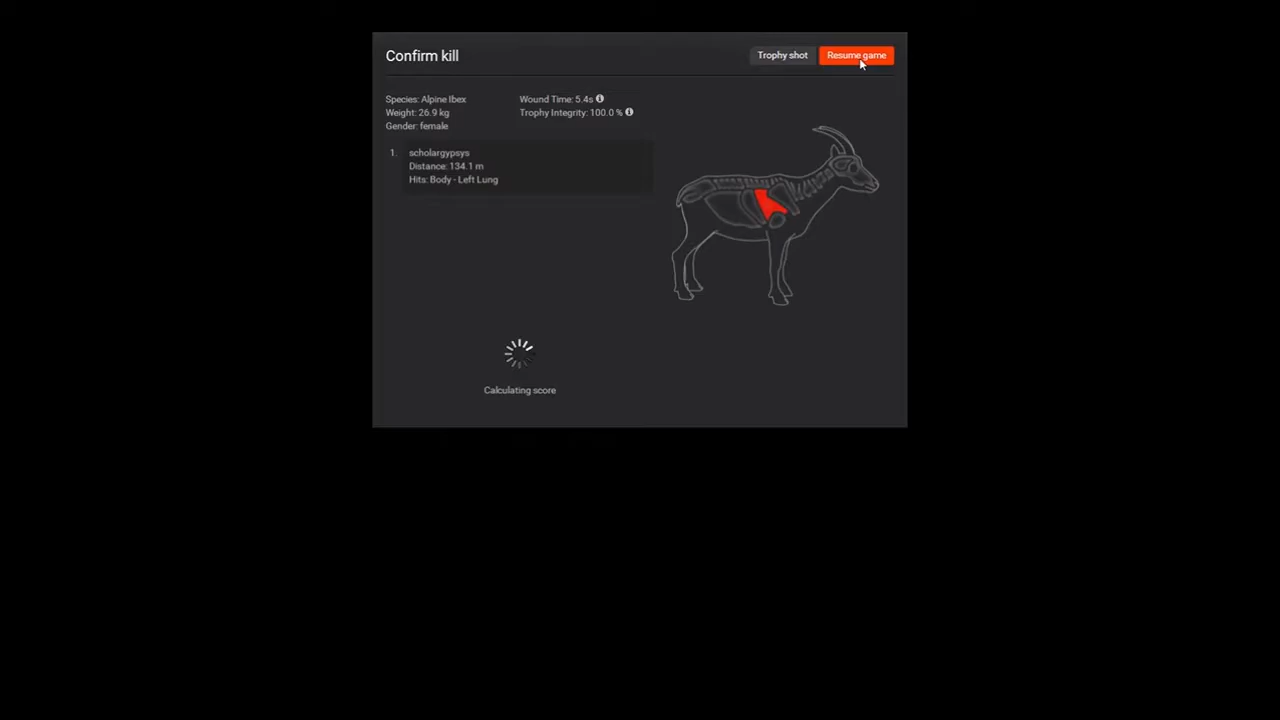 Confirm kill
Trophy shot
Resume game
Species: Alpine Ibex
Weight: 26.9 kg
Gender: female
Wound Time: 5.4s
Trophy Integrity: 100.0 %
1.
scholargypsys
Distance: 134.1 m
Hits: Body - Left Lung
Calculating score